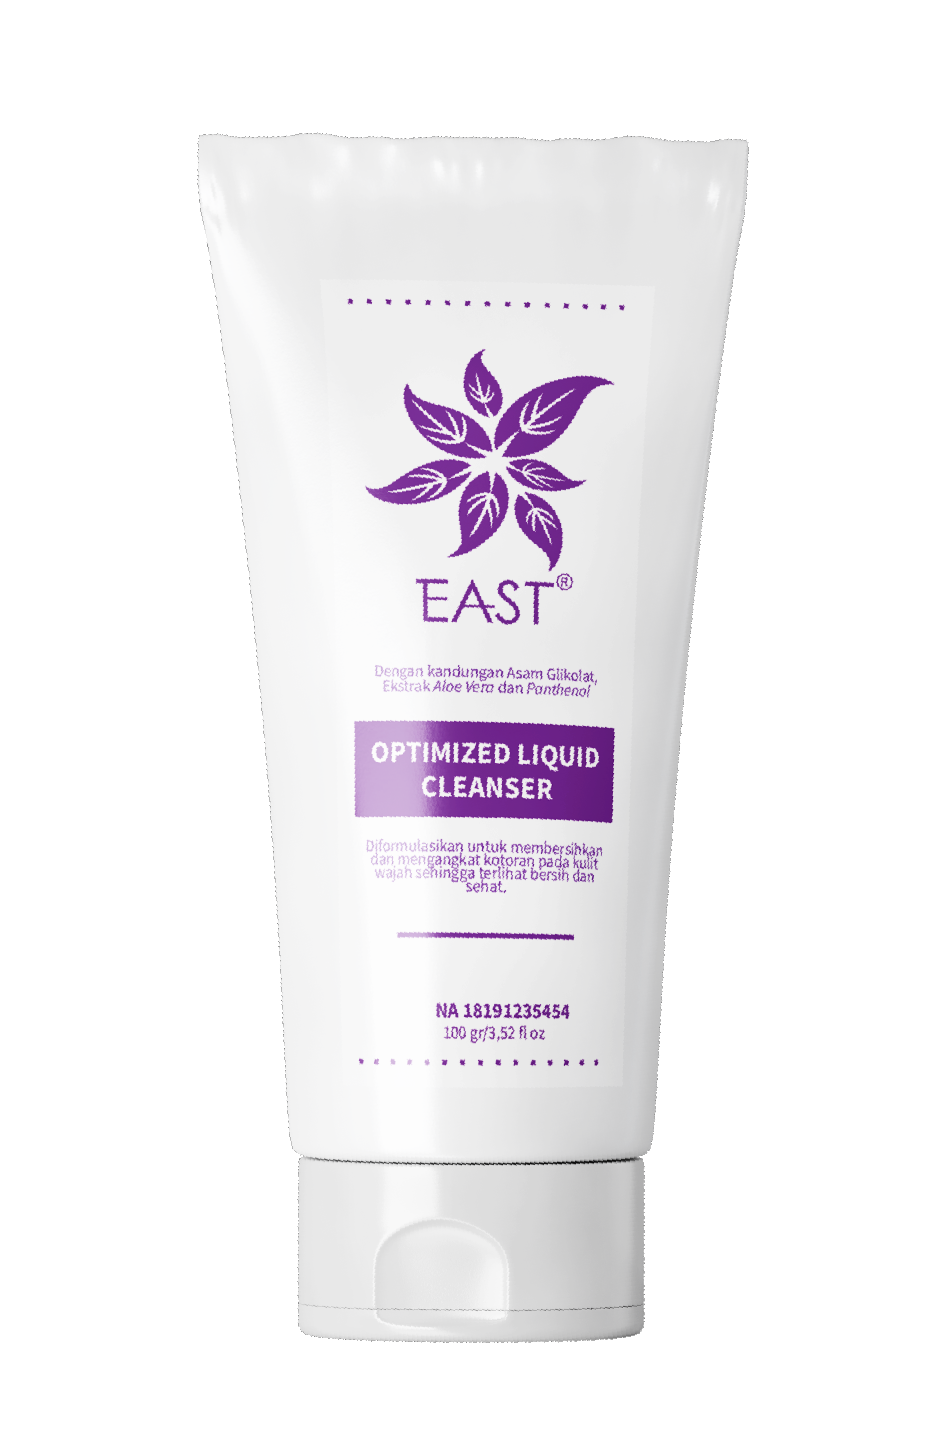 EAST®
Dengan kandungan Asam Glikolat,
Ekstrak Aloe Vera dan Panthenol
OPTIMIZED LIQUID
CLEANSER
Diformulasikan untuk membersihkan
dan mengangkat kotoran pada kulit
wajah sehingga terlihat bersih dan
sehat.
NA 18191235454
100 gr/3,52 fl oz